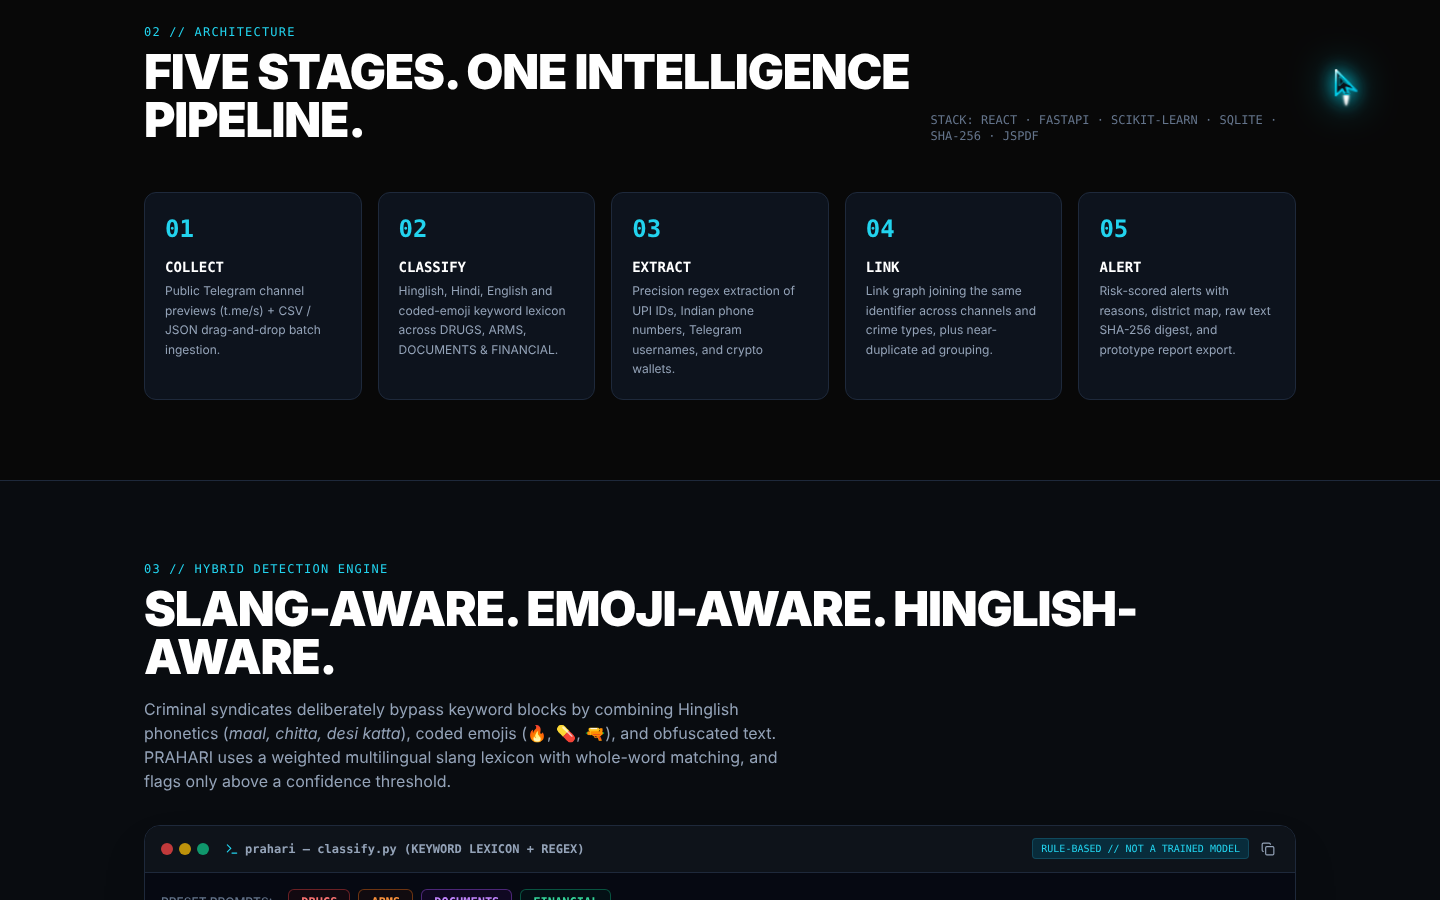 02 // ARCHITECTURE
FIVE STAGES. ONE INTELLIGENCE
PIPELINE.
STACK: REACT · FASTAPI · SCIKIT-LEARN · SQLITE ·
SHA-256 · JSPDF
01
COLLECT
Public Telegram channel
previews (t.me/s) + CSV /
JSON drag-and-drop batch
ingestion.
02
CLASSIFY
Hinglish, Hindi, English and
coded-emoji keyword lexicon
across DRUGS, ARMS,
DOCUMENTS & FINANCIAL.
03
EXTRACT
Precision regex extraction of
UPI IDs, Indian phone
numbers, Telegram
usernames, and crypto
wallets.
04
LINK
Link graph joining the same
identifier across channels and
crime types, plus near-
duplicate ad grouping.
05
ALERT
Risk-scored alerts with
reasons, district map, raw text
SHA-256 digest, and
prototype report export.
03 // HYBRID DETECTION ENGINE
SLANG-AWARE. EMOJI-AWARE. HINGLISH-
AWARE.
Criminal syndicates deliberately bypass keyword blocks by combining Hinglish
phonetics (maal, chitta, desi katta), coded emojis (🔥, 💊, 🔫), and obfuscated text.
PRAHARI uses a weighted multilingual slang lexicon with whole-word matching, and
flags only above a confidence threshold.
prahari — classify.py (KEYWORD LEXICON + REGEX)
RULE-BASED // NOT A TRAINED MODEL
PRESET PROMPTS: DRUGS ARMS DOCUMENTS FINANCIAL